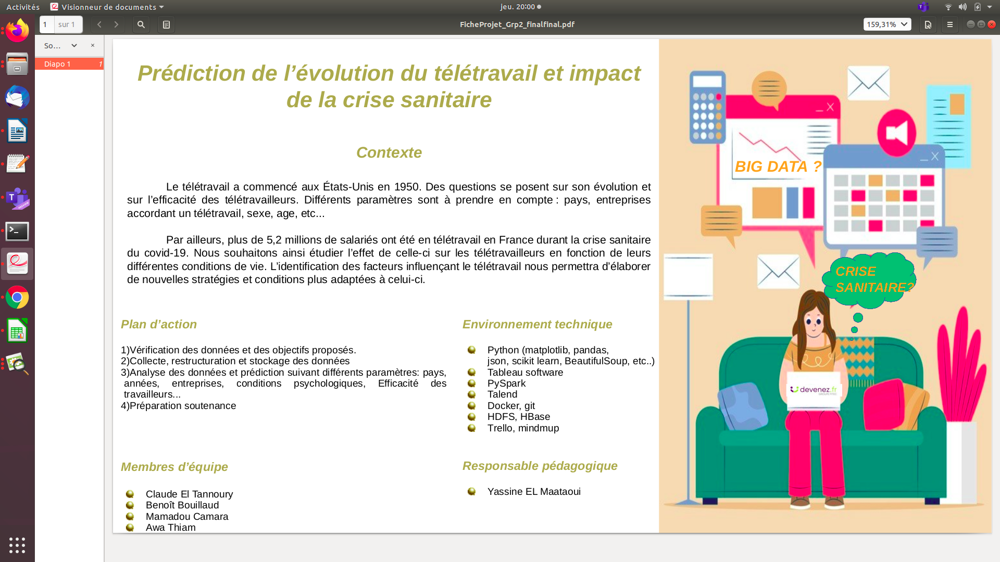 Activités
Visionneur de documents
jeu. 20:00
1
sur 1
FicheProjet_Grp2_finalfinal.pdf
159,31%
So...
Diapo 1
1
Prédiction de l’évolution du télétravail et impact
de la crise sanitaire
Contexte
Le télétravail a commencé aux États-Unis en 1950. Des questions se posent sur son évolution et
sur l’efficacité des télétravailleurs. Différents paramètres sont à prendre en compte : pays, entreprises
accordant un télétravail, sexe, age, etc...
Par ailleurs, plus de 5,2 millions de salariés ont été en télétravail en France durant la crise sanitaire
du covid-19. Nous souhaitons ainsi étudier l’effet de celle-ci sur les télétravailleurs en fonction de leurs
différentes conditions de vie. L’identification des facteurs influençant le télétravail nous permettra d’élaborer
de nouvelles stratégies et conditions plus adaptées à celui-ci.
Plan d’action
1)Vérification des données et des objectifs proposés.
2)Collecte, restructuration et stockage des données
3)Analyse des données et prédiction suivant différents paramètres: pays,
années, entreprises, conditions psychologiques, Efficacité des
travailleurs...
4)Préparation soutenance
Environnement technique
Python (matplotlib, pandas,
json, scikit learn, BeautifulSoup, etc..)
Tableau software
PySpark
Talend
Docker, git
HDFS, HBase
Trello, mindmup
Membres d’équipe
Claude El Tannoury
Benoît Bouillaud
Mamadou Camara
Awa Thiam
Responsable pédagogique
Yassine EL Maataoui
BIG DATA ?
CRISE
SANITAIRE?
devenez.fr
GROUPE FITEC